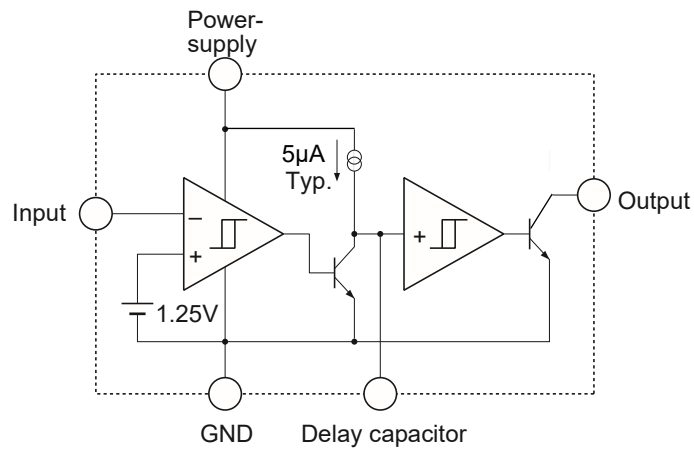 Power-
supply
5µA
Typ.
Input
−
+
1.25V
+
Output
GND
Delay capacitor